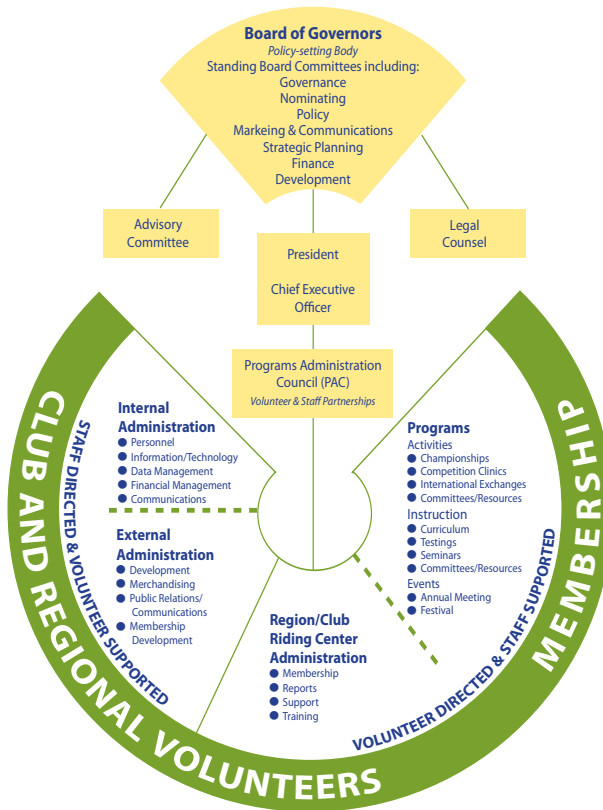 Board of Governors
Policy-setting Body
Standing Board Committees including:
Governance
Nominating
Policy
Markeing & Communications
Strategic Planning
Finance
Development
Advisory
Committee
Legal
Counsel
President
Chief Executive
Officer
Programs Administration
Council (PAC)
Volunteer & Staff Partnerships
Internal
Administration
● Personnel
● Information/Technology
● Data Management
● Financial Management
● Communications
External
Administration
● Development
● Merchandising
● Public Relations/
Communications
● Membership
Development
Region/Club
Riding Center
Administration
● Membership
● Reports
● Support
● Training
Programs
Activities
● Championships
● Competition Clinics
● International Exchanges
● Committees/Resources
Instruction
● Curriculum
● Testings
● Seminars
● Committees/Resources
Events
● Annual Meeting
● Festival
STAFF DIRECTED & VOLUNTEER SUPPORTED
VOLUNTEER DIRECTED & STAFF SUPPORTED
CLUB AND REGIONAL VOLUNTEERS
MEMBERSHIP